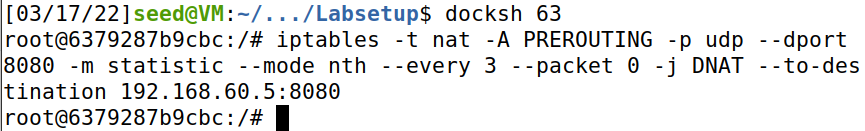 [03/17/22]seed@VM:~/.../Labsetup$ docksh 63
root@6379287b9cbc:/# iptables -t nat -A PREROUTING -p udp --dport
8080 -m statistic --mode nth --every 3 --packet 0 -j DNAT --to-des
tination 192.168.60.5:8080
root@6379287b9cbc:/#